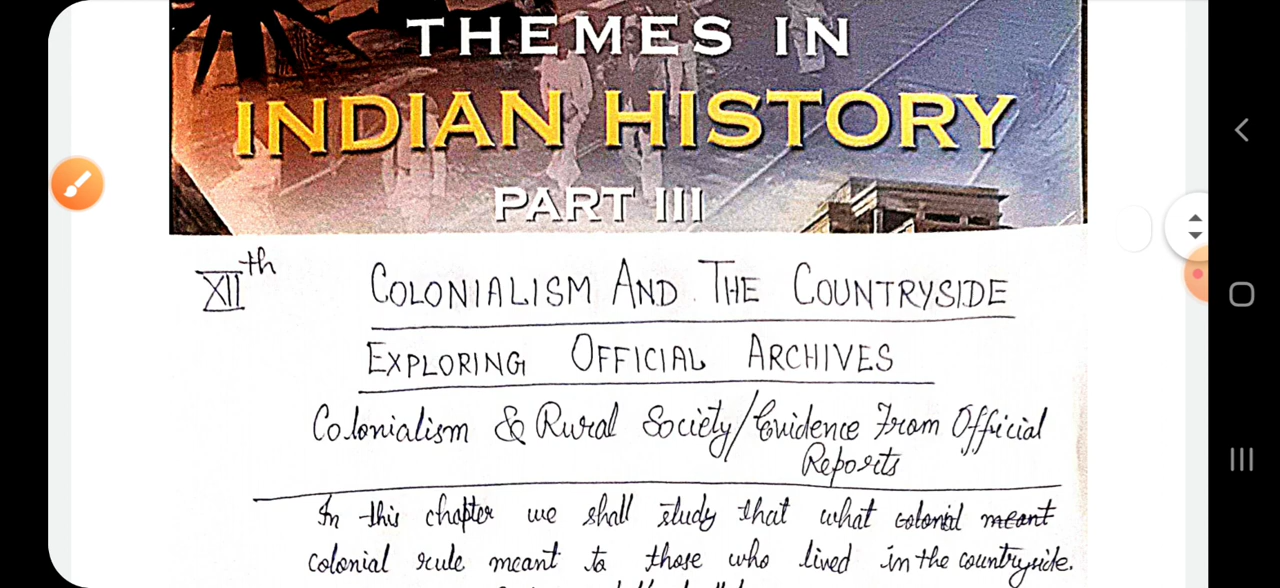 THEMES IN
INDIAN HISTORY
PART III
XIIth
COLONIALISM AND THE COUNTRYSIDE
EXPLORING OFFICIAL ARCHIVES
Colonialism & Rural Society/Evidence From Official
Reports
In this chapter we shall study that what colonial meant
colonial rule meant to those who lived in the countryside.